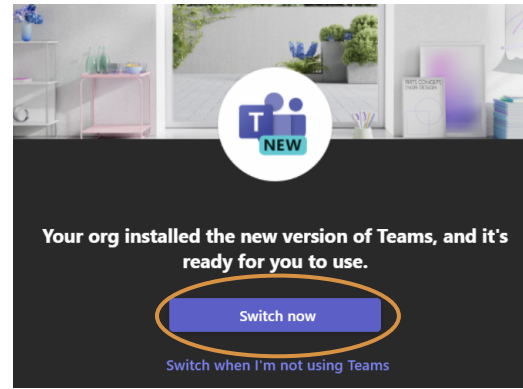 T
NEW
Your org installed the new version of Teams, and it's
ready for you to use.
Switch now
Switch when I'm not using Teams